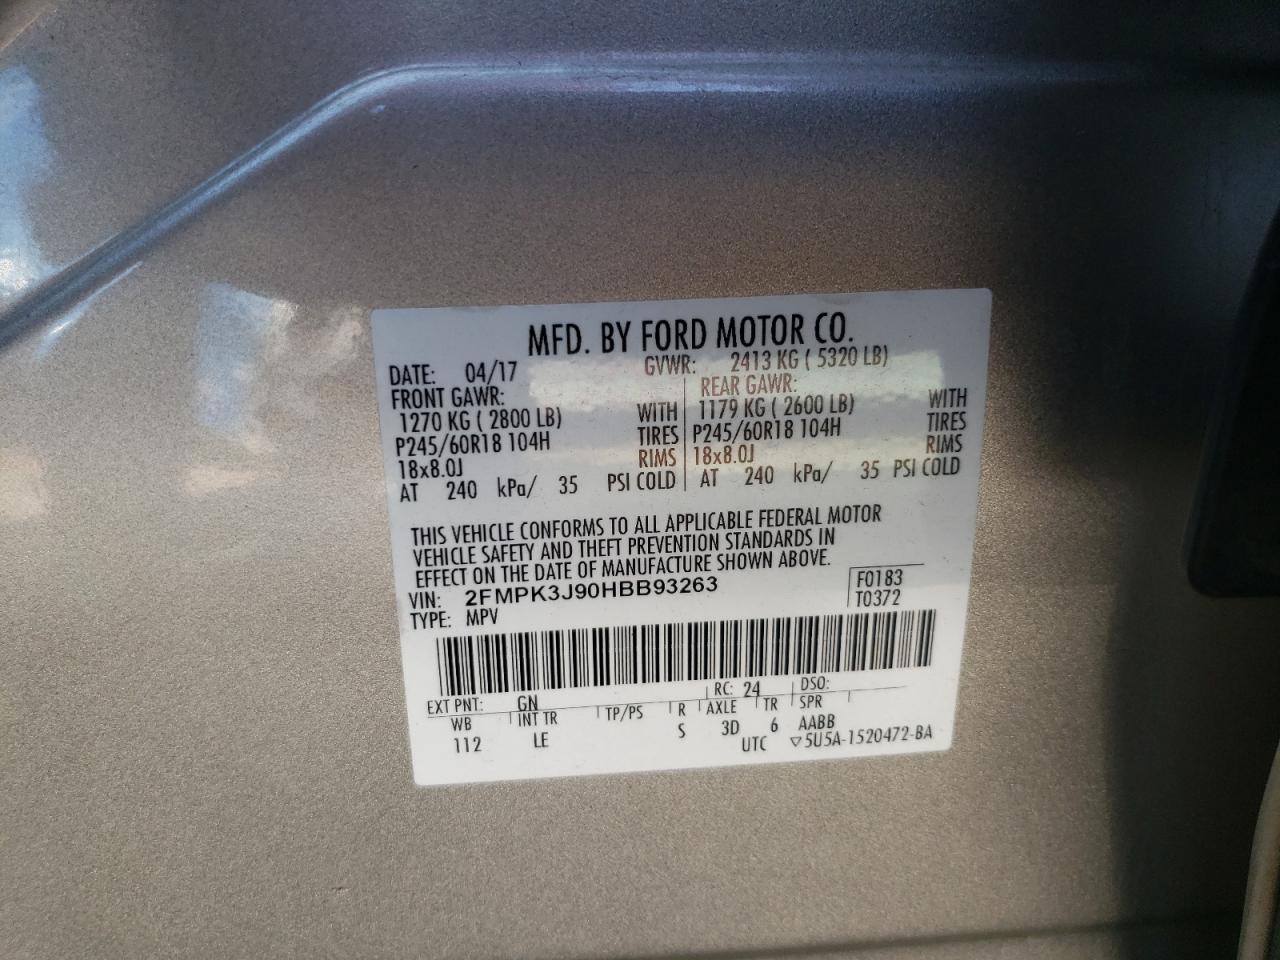 MFD. BY FORD MOTOR CO.
DATE: 04/17 GVWR: 2413 KG ( 5320 LB)
FRONT GAWR: REAR GAWR:
1270 KG ( 2800 LB) WITH 1179 KG ( 2600 LB) WITH
P245/60R18 104H TIRES P245/60R18 104H TIRES
18x8.0J RIMS 18x8.0J RIMS
AT 240 kPa/ 35 PSI COLD AT 240 kPa/ 35 PSI COLD
THIS VEHICLE CONFORMS TO ALL APPLICABLE FEDERAL MOTOR
VEHICLE SAFETY AND THEFT PREVENTION STANDARDS IN
EFFECT ON THE DATE OF MANUFACTURE SHOWN ABOVE.
VIN: 2FMPK3J90HBB93263 F0183
TYPE: MPV T0372
EXT PNT: GN RC: 24 DSO:
WB INT TR TP/PS R AXLE TR SPR
112 LE S 3D 6 AABB
UTC ▽5U5A-1520472-BA